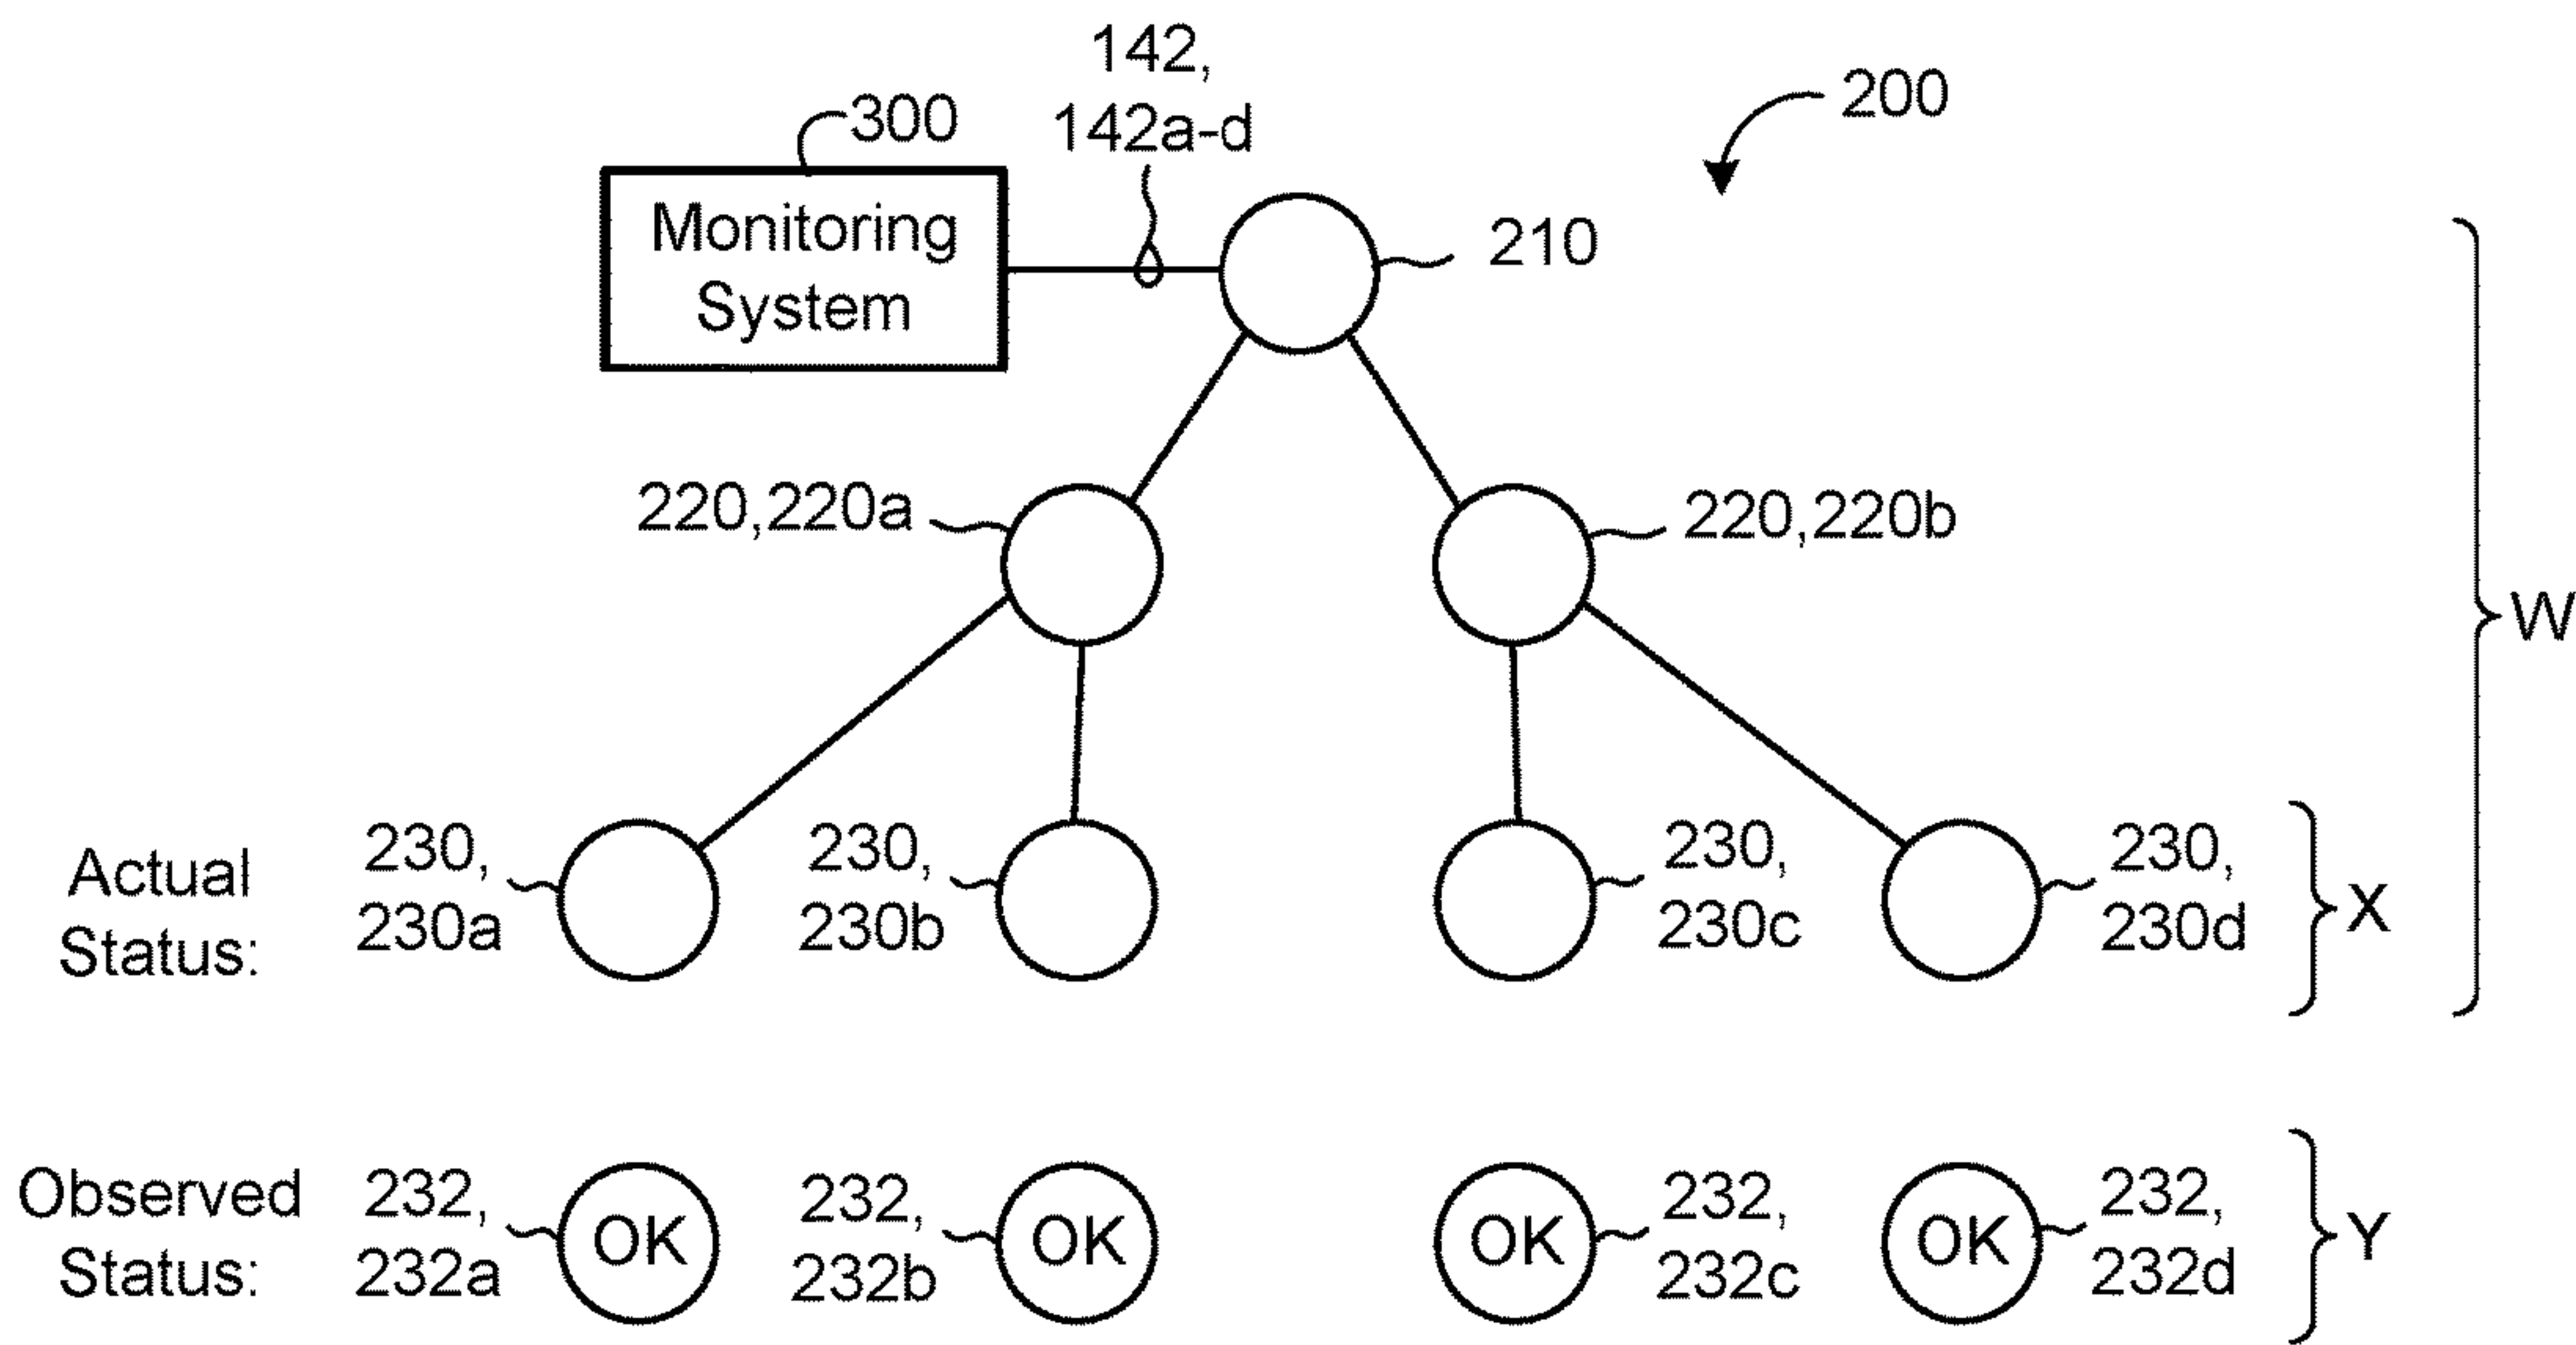 142,
142a-d
300
200
Monitoring
System
210
220,220a
220,220b
W
Actual
Status:
230,
230a
230,
230b
230,
230c
230,
230d
X
Observed
Status:
232,
232a
OK
232,
232b
OK
OK
232,
232c
OK
232,
232d
Y